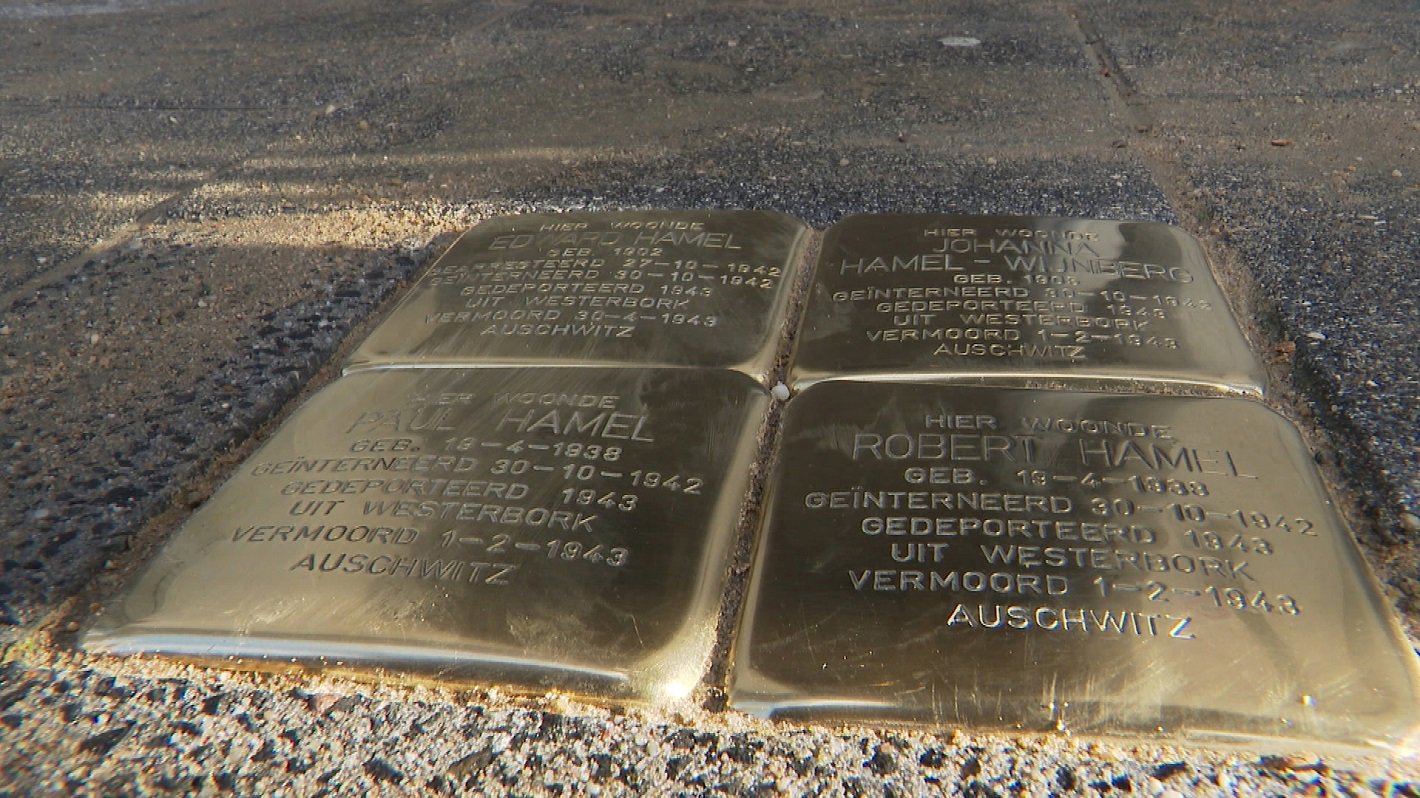 HIER WOONDE
EDWARD HAMEL
GEB. 1902
GEARRESTEERD 27-10-1942
GEÏNTERNEERD 30-10-1942
GEDEPORTEERD 1943
UIT WESTERBORK
VERMOORD 30-4-1943
AUSCHWITZ
HIER WOONDE
JOHANNA
HAMEL-WIJNBERG
GEB. 1906
GEÏNTERNEERD 30-10-1942
GEDEPORTEERD 1943
UIT WESTERBORK
VERMOORD 1-2-1943
AUSCHWITZ
HIER WOONDE
PAUL HAMEL
GEB. 19-4-1938
GEÏNTERNEERD 30-10-1942
GEDEPORTEERD 1943
UIT WESTERBORK
VERMOORD 1-2-1943
AUSCHWITZ
HIER WOONDE
ROBERT HAMEL
GEB. 19-4-1938
GEÏNTERNEERD 30-10-1942
GEDEPORTEERD 1943
UIT WESTERBORK
VERMOORD 1-2-1943
AUSCHWITZ